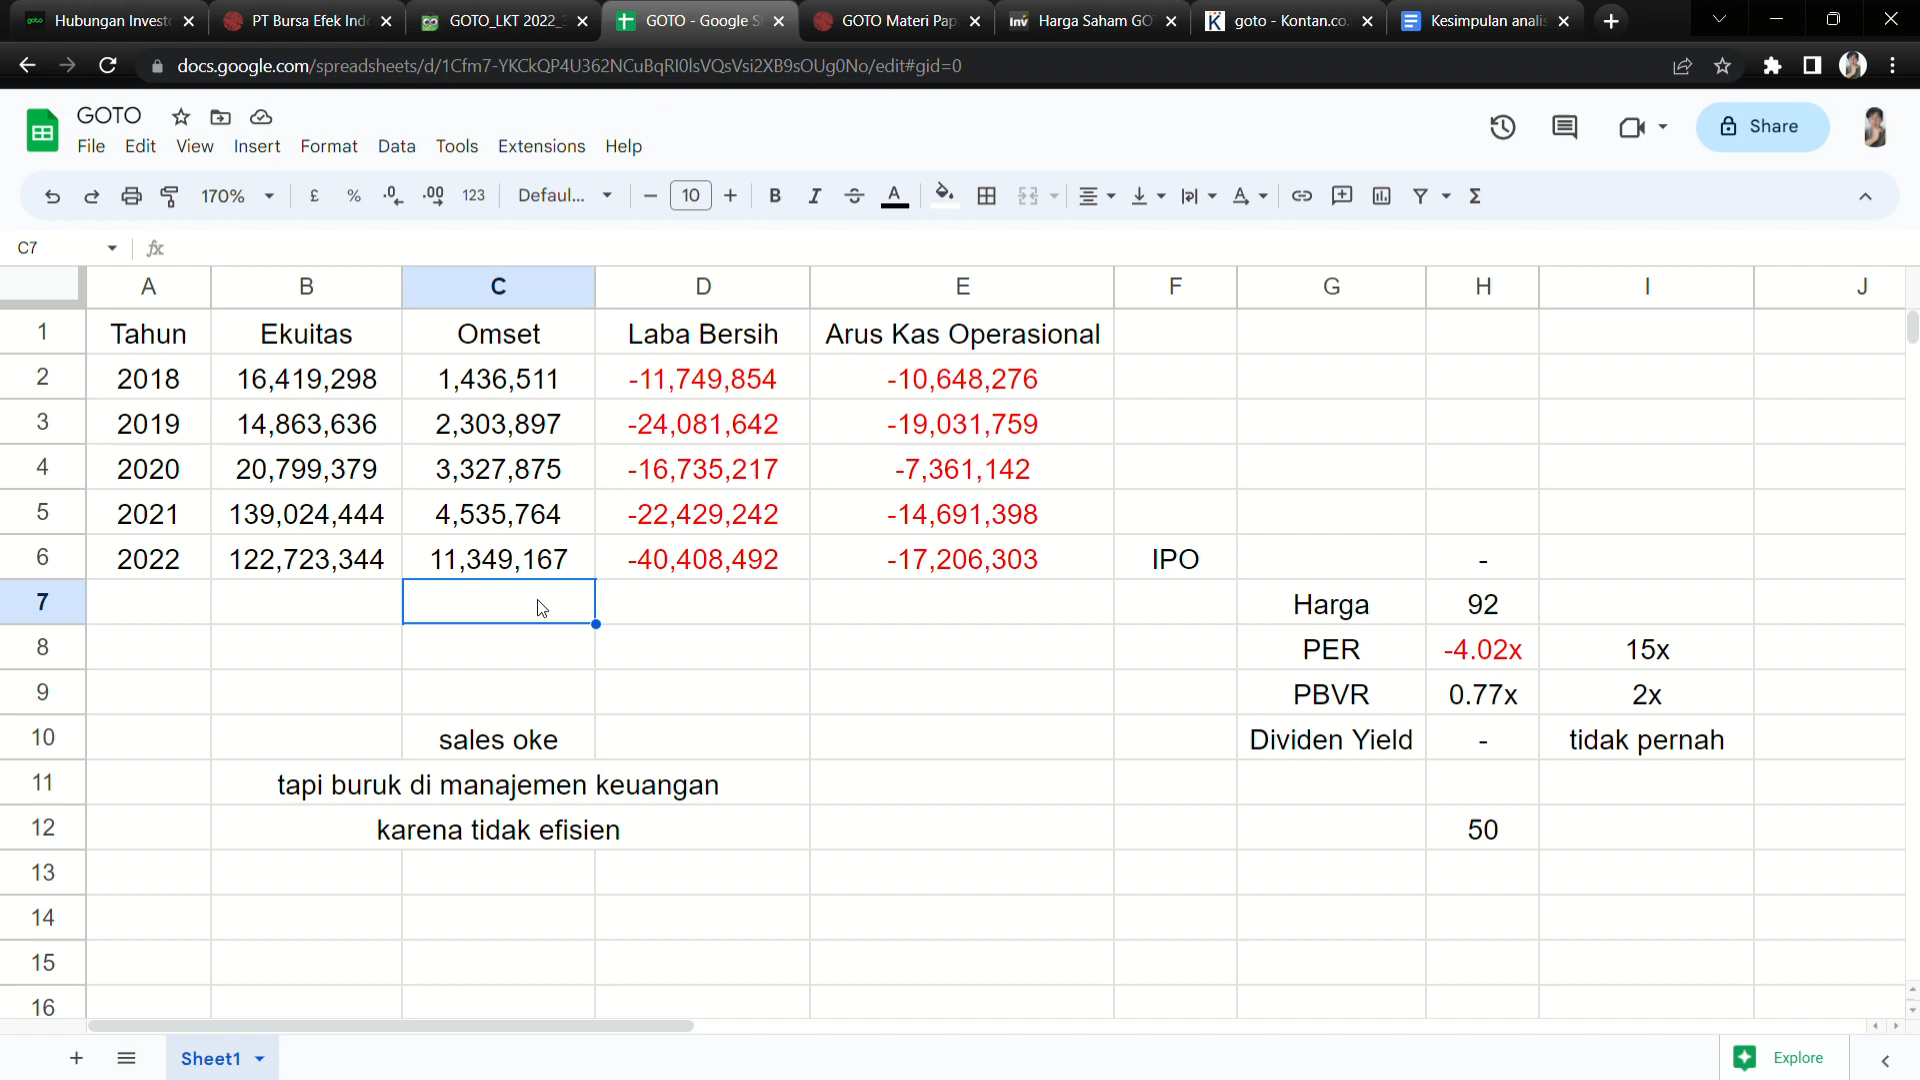 Hubungan Invest
PT Bursa Efek Ind
GOTO_LKT 2022_
GOTO - Google S
GOTO Materi Pap
Harga Saham GO
goto - Kontan.co.
Kesimpulan analis
docs.google.com/spreadsheets/d/1Cfm7-YKCkQP4U362NCuBqRI0lsVQsVsi2XB9sOUg0No/edit#gid=0
GOTO
File Edit View Insert Format Data Tools Extensions Help
Share
170% £ % .0 .00 123 Defaul... 10 B I A Σ
C7 fx
A B C D E F G H I J
1 Tahun Ekuitas Omset Laba Bersih Arus Kas Operasional
2 2018 16,419,298 1,436,511 -11,749,854 -10,648,276
3 2019 14,863,636 2,303,897 -24,081,642 -19,031,759
4 2020 20,799,379 3,327,875 -16,735,217 -7,361,142
5 2021 139,024,444 4,535,764 -22,429,242 -14,691,398
6 2022 122,723,344 11,349,167 -40,408,492 -17,206,303 IPO -
7 Harga 92
8 PER -4.02x 15x
9 PBVR 0.77x 2x
10 sales oke Dividen Yield - tidak pernah
11 tapi buruk di manajemen keuangan
12 karena tidak efisien 50
13
14
15
16
Sheet1
Explore